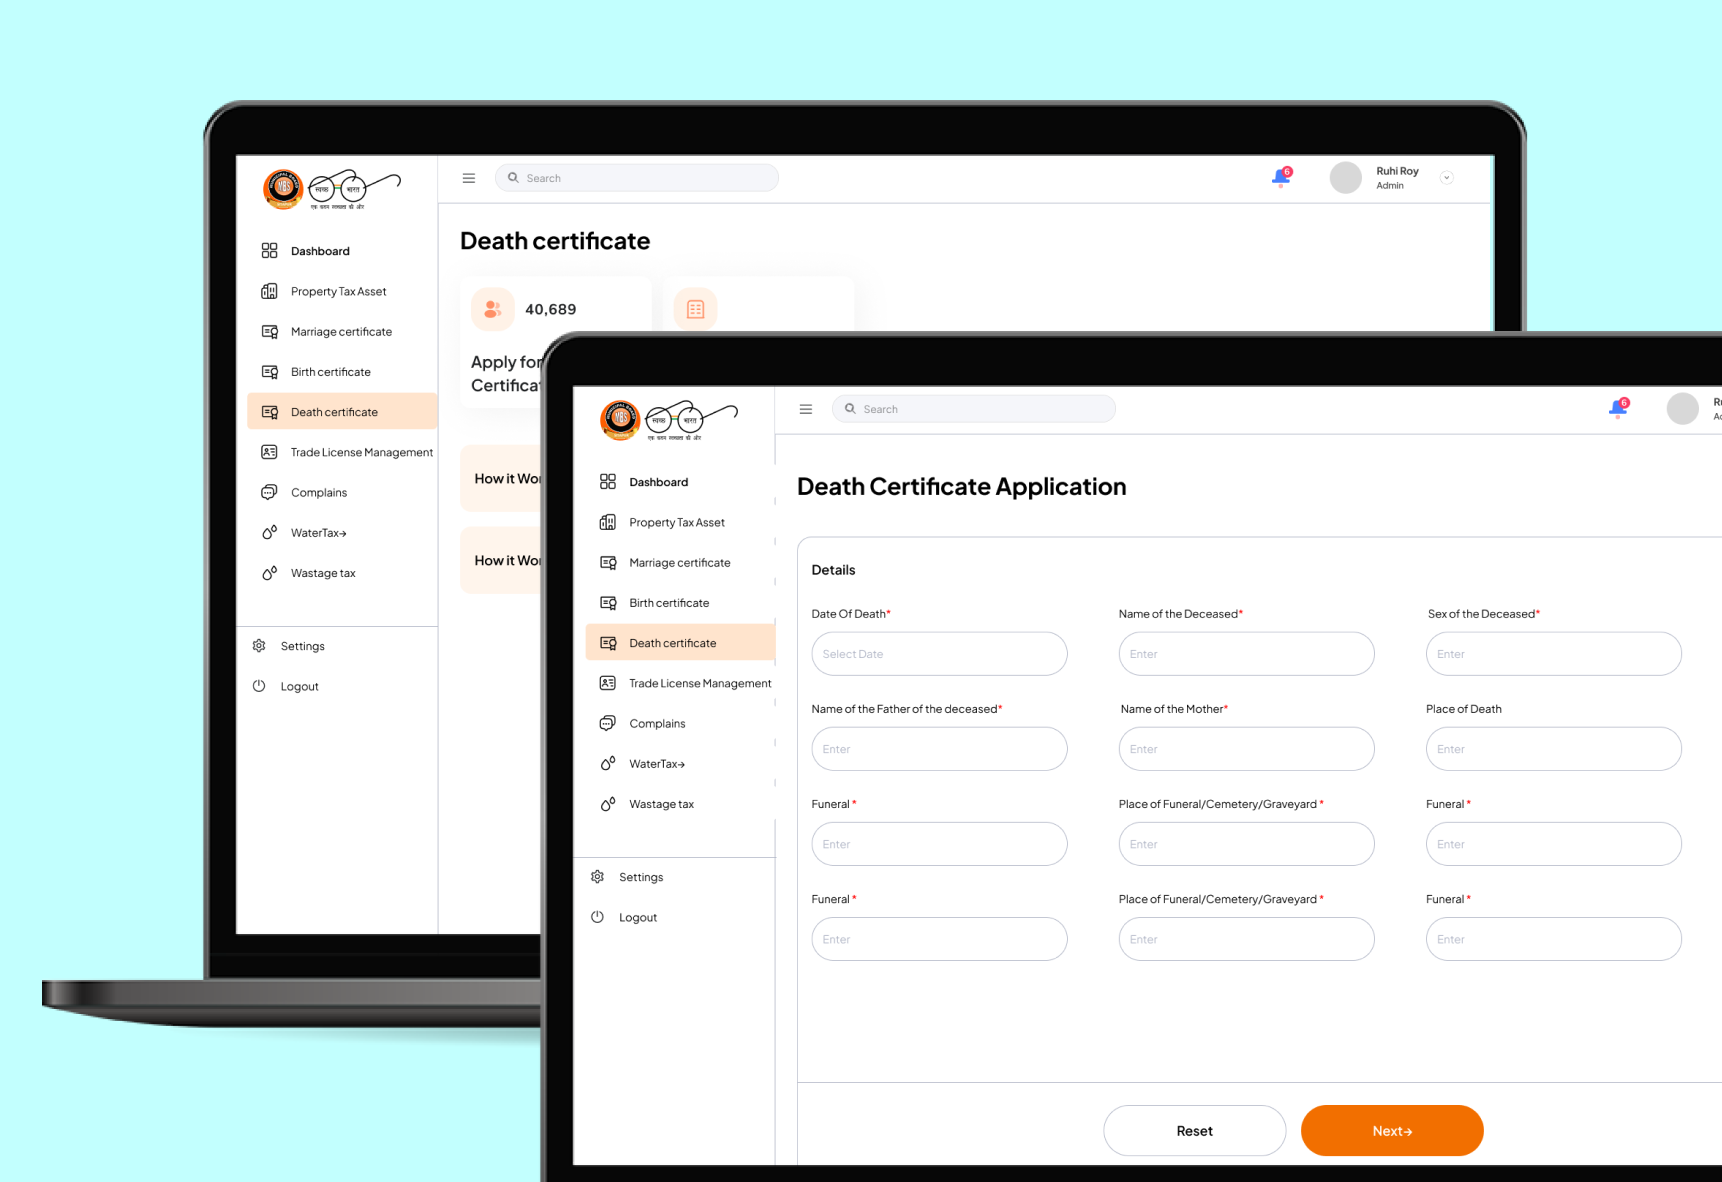 YBS
स्वच्छ भारत
एक कदम स्वच्छता की ओर
Search
6
Ruhi Roy
Admin
Dashboard
Property Tax Asset
Marriage certificate
Birth certificate
Death certificate
Trade License Management
Complains
WaterTax→
Wastage tax
Settings
Logout
Death certificate
40,689
Apply for
Certifica
How it Wo
How it Wo
YBS
स्वच्छ भारत
एक कदम स्वच्छता की ओर
Search
6
Dashboard
Property Tax Asset
Marriage certificate
Birth certificate
Death certificate
Trade License Management
Complains
WaterTax→
Wastage tax
Settings
Logout
Death Certificate Application
Details
Date Of Death* Name of the Deceased* Sex of the Deceased*
Select Date Enter Enter
Name of the Father of the deceased* Name of the Mother* Place of Death
Enter Enter Enter
Funeral * Place of Funeral/Cemetery/Graveyard * Funeral *
Enter Enter Enter
Funeral * Place of Funeral/Cemetery/Graveyard * Funeral *
Enter Enter Enter
Reset Next→